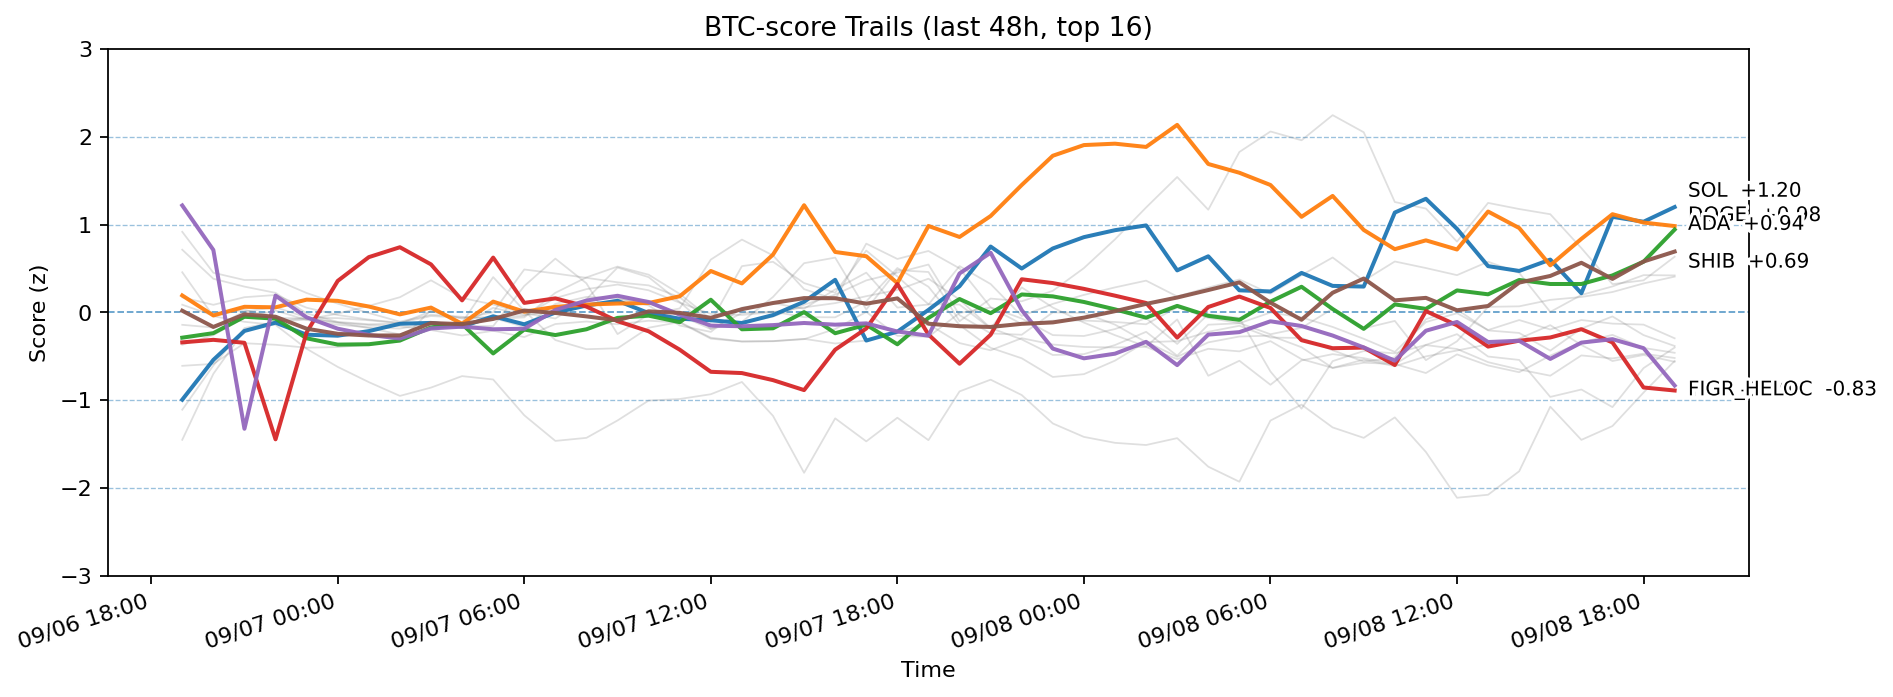 BTC-score Trails (last 48h, top 16)
3
2
1
0
−1
−2
−3
Score (z)
SOL +1.20
DOGE +0.98
ADA +0.94
SHIB +0.69
FIGR_HELOC -0.83
09/06 18:00
09/07 00:00
09/07 06:00
09/07 12:00
09/07 18:00
09/08 00:00
09/08 06:00
09/08 12:00
09/08 18:00
Time